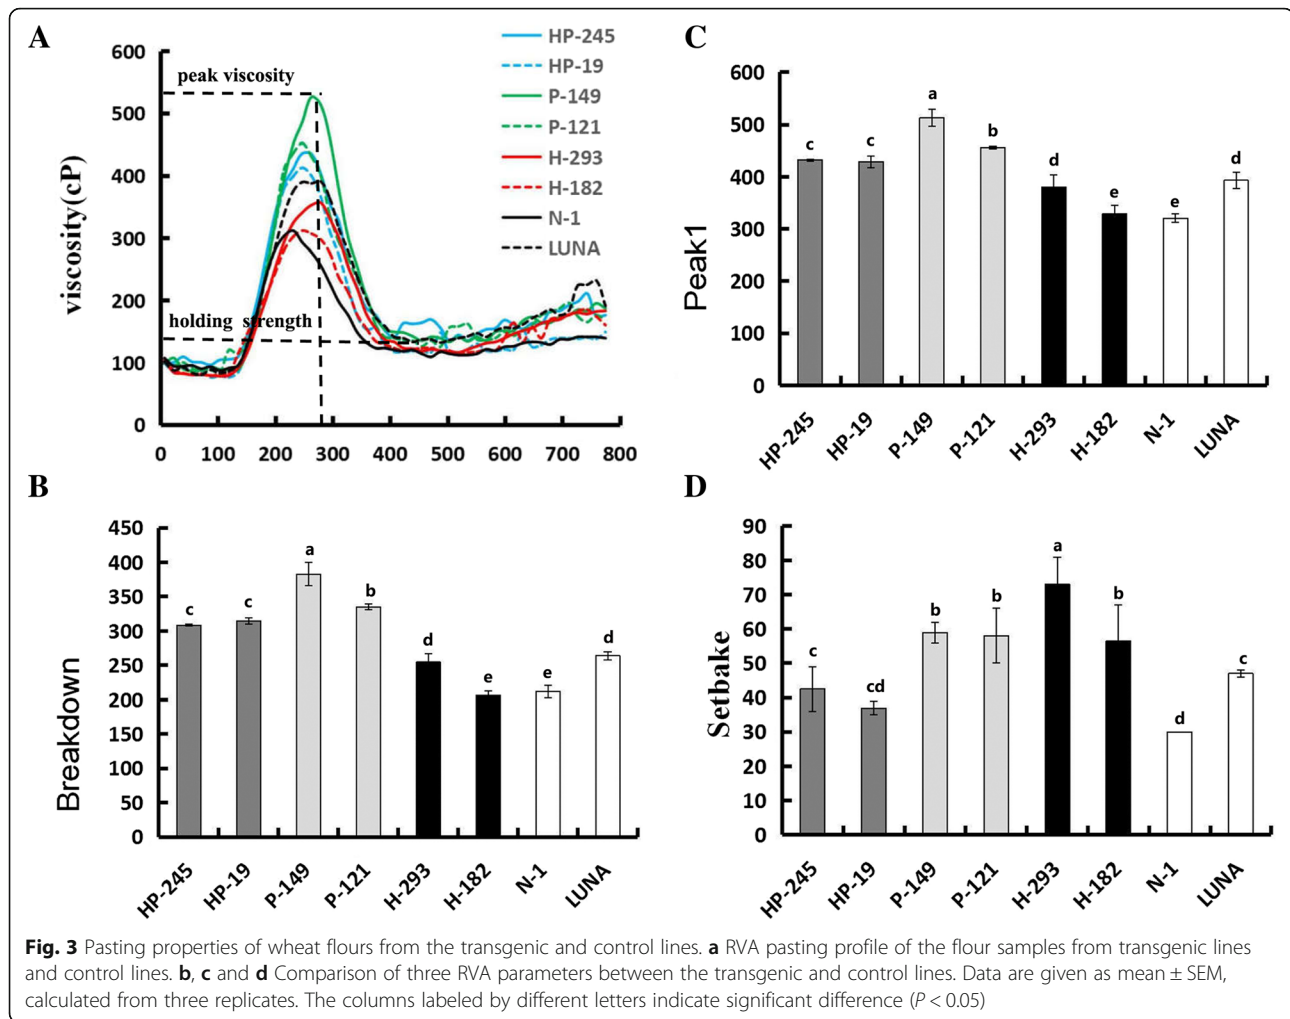 A
600
500
400
300
200
100
0
viscosity(cP)
peak viscosity
holding strength
HP-245
HP-19
P-149
P-121
H-293
H-182
N-1
LUNA
0 100 200 300 400 500 600 700 800
C
600
500
400
300
200
100
0
Peak1
c c a b d e e d
HP-245 HP-19 P-149 P-121 H-293 H-182 N-1 LUNA
B
450
400
350
300
250
200
150
100
50
0
Breakdown
c c a b d e e d
HP-245 HP-19 P-149 P-121 H-293 H-182 N-1 LUNA
D
90
80
70
60
50
40
30
20
10
0
Setbake
c cd b b a b d c
HP-245 HP-19 P-149 P-121 H-293 H-182 N-1 LUNA
Fig. 3 Pasting properties of wheat flours from the transgenic and control lines. a RVA pasting profile of the flour samples from transgenic lines
and control lines. b, c and d Comparison of three RVA parameters between the transgenic and control lines. Data are given as mean ± SEM,
calculated from three replicates. The columns labeled by different letters indicate significant difference (P < 0.05)